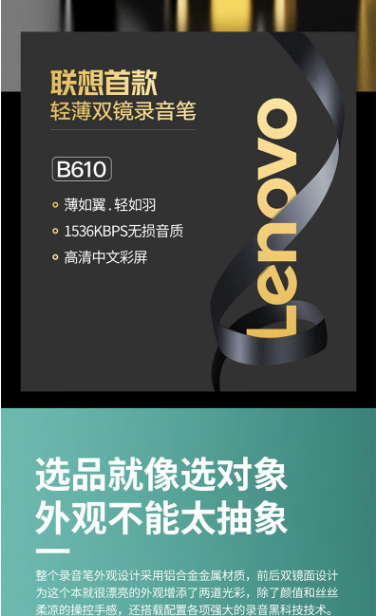 联想首款
轻薄双镜录音笔
B610
薄如翼.轻如羽
1536KBPS无损音质
高清中文彩屏
Lenovo
选品就像选对象
外观不能太抽象
整个录音笔外观设计采用铝合金金属材质，前后双镜面设计
为这个本就很漂亮的外观增添了两道光彩，除了颜值和丝丝
柔凉的操控手感，还搭载配置各项强大的录音黑科技技术。